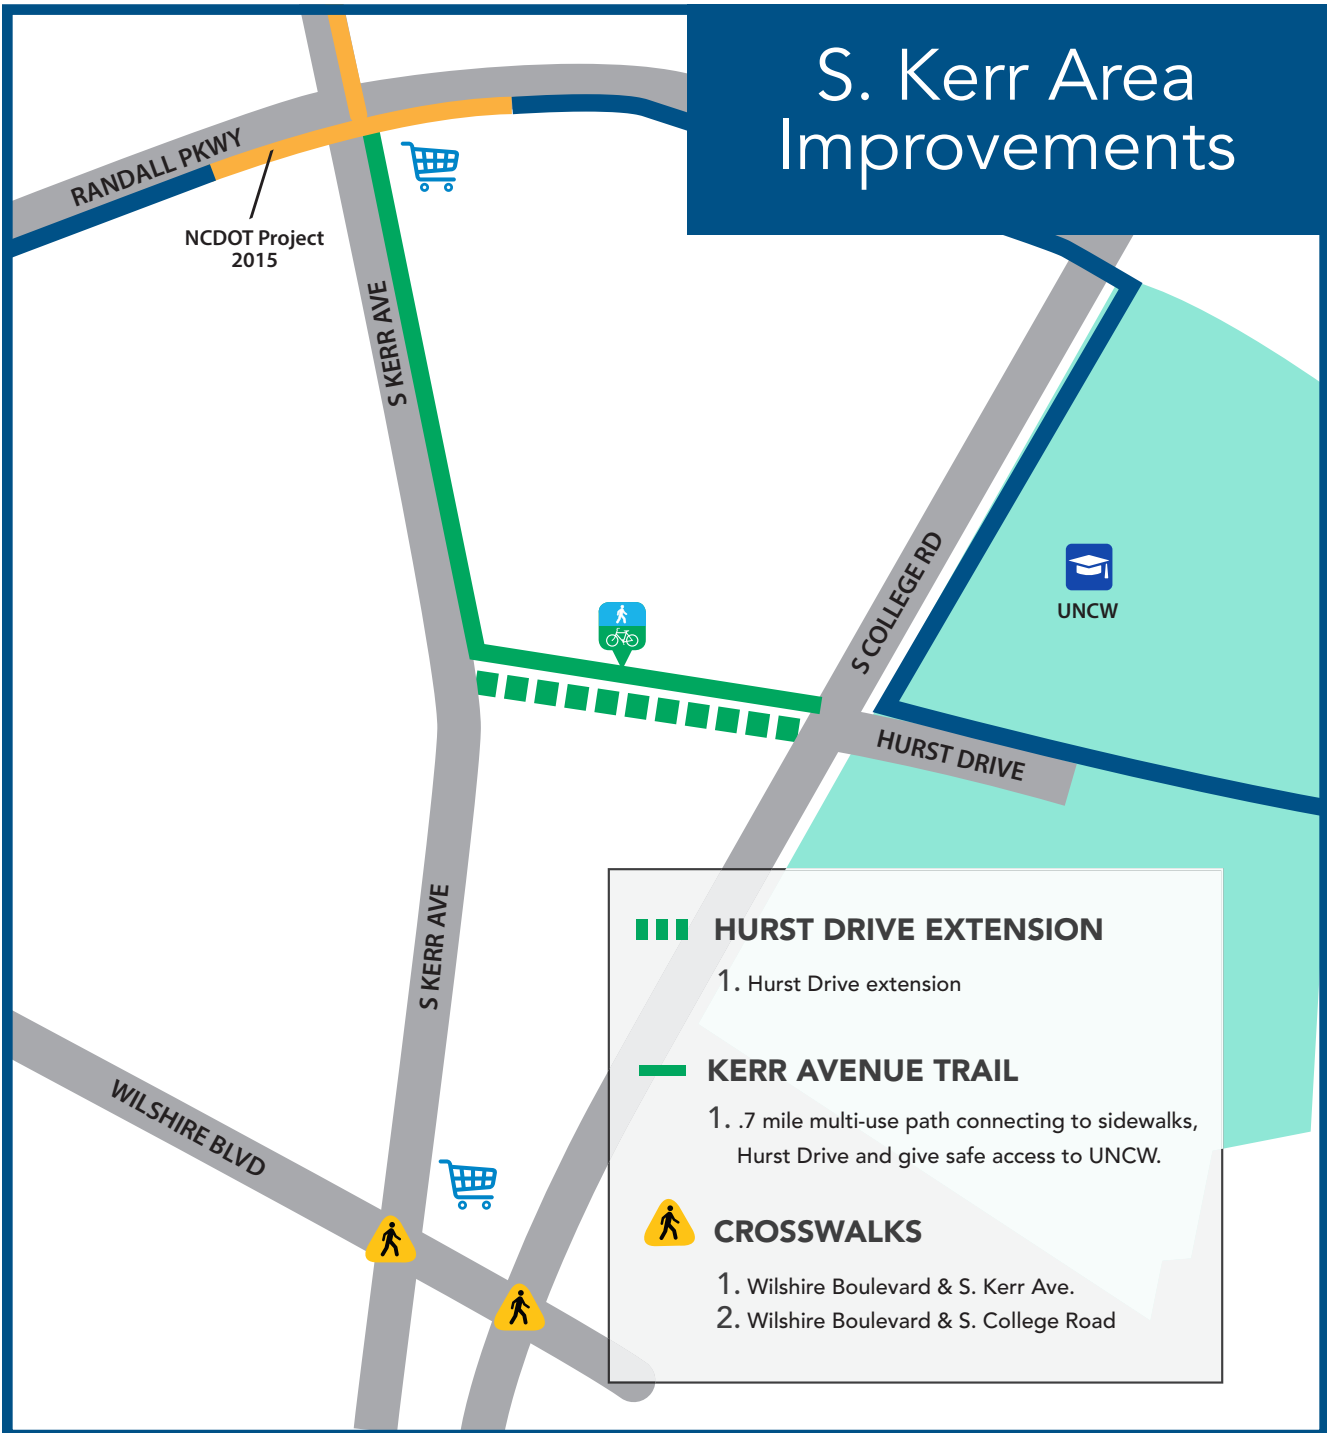 S. Kerr Area
Improvements
RANDALL PKWY
NCDOT Project
2015
S KERR AVE
S COLLEGE RD
UNCW
HURST DRIVE
S KERR AVE
WILSHIRE BLVD
HURST DRIVE EXTENSION
1. Hurst Drive extension
KERR AVENUE TRAIL
1. .7 mile multi-use path connecting to sidewalks,
Hurst Drive and give safe access to UNCW.
CROSSWALKS
1. Wilshire Boulevard & S. Kerr Ave.
2. Wilshire Boulevard & S. College Road